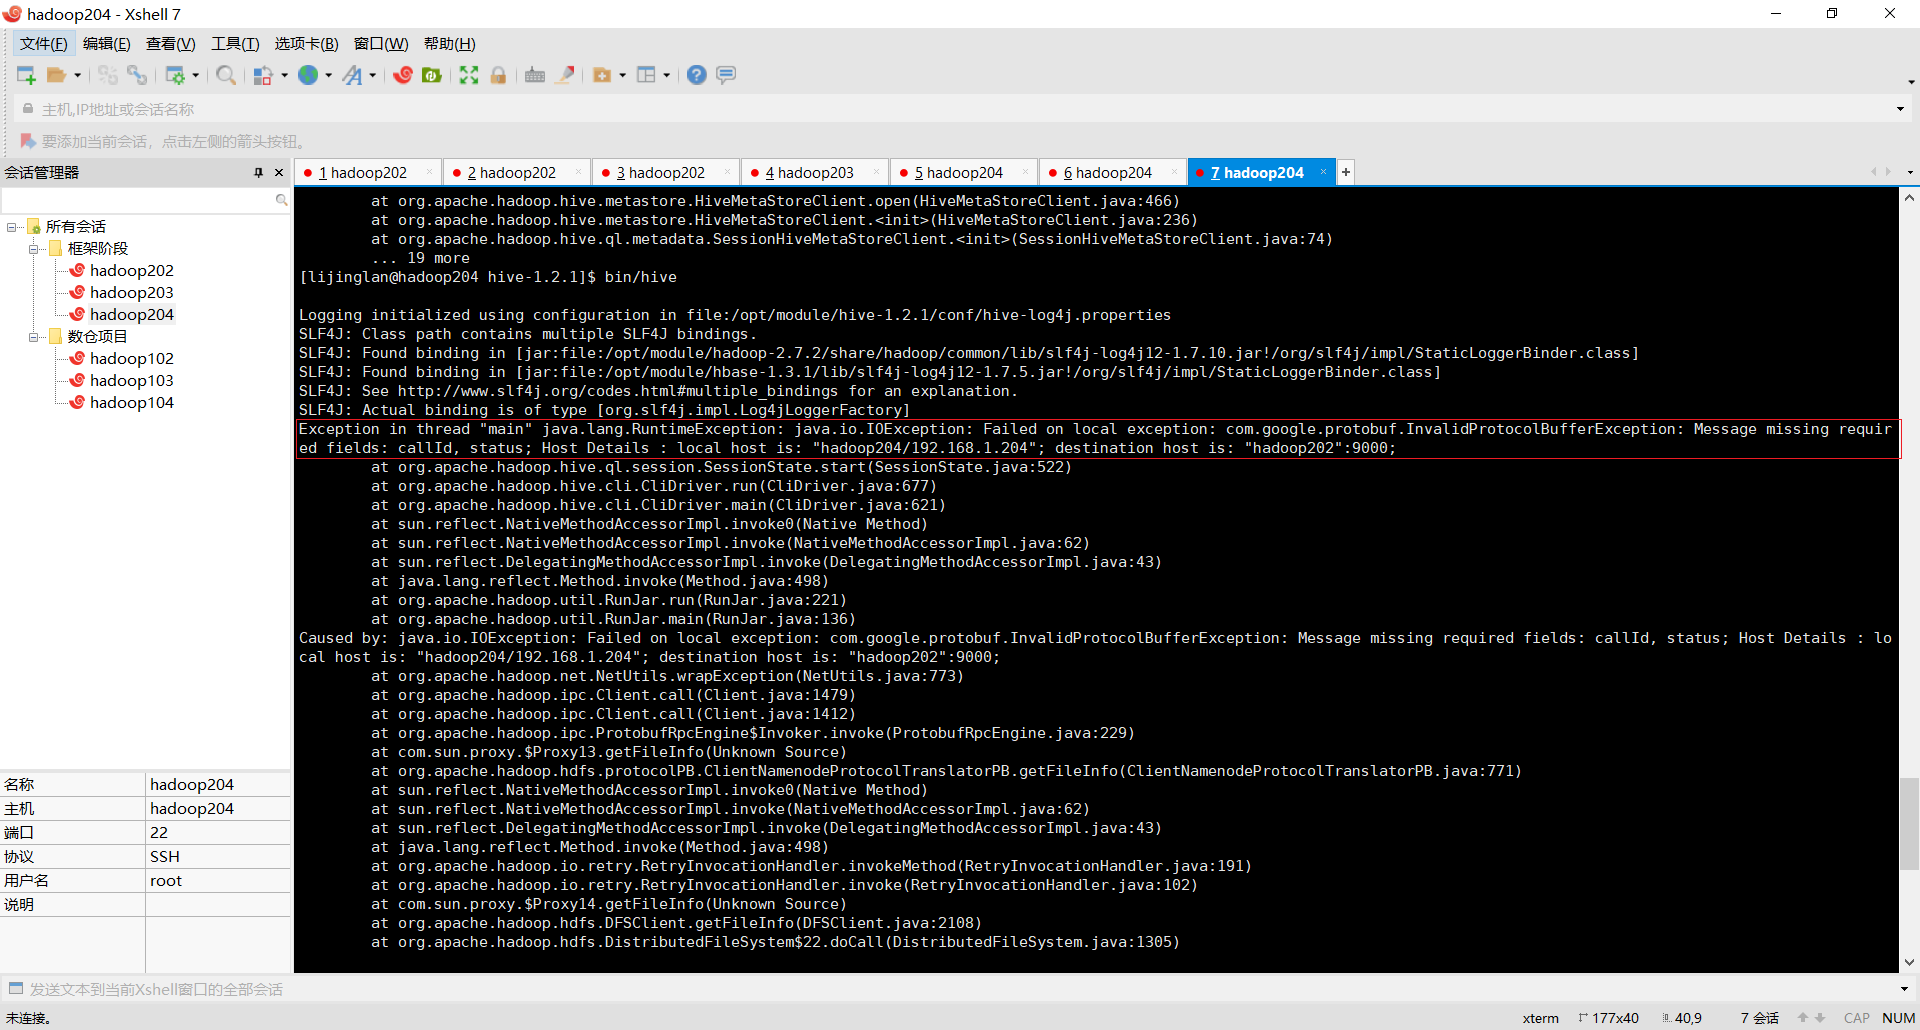 hadoop204 - Xshell 7
文件(F) 编辑(E) 查看(V) 工具(T) 选项卡(B) 窗口(W) 帮助(H)
主机,IP地址或会话名称
要添加当前会话，点击左侧的箭头按钮。
会话管理器
所有会话
框架阶段
hadoop202
hadoop203
hadoop204
数仓项目
hadoop102
hadoop103
hadoop104
名称 hadoop204
主机 hadoop204
端口 22
协议 SSH
用户名 root
说明
1 hadoop202 2 hadoop202 3 hadoop202 4 hadoop203 5 hadoop204 6 hadoop204 7 hadoop204
at org.apache.hadoop.hive.metastore.HiveMetaStoreClient.open(HiveMetaStoreClient.java:466)
at org.apache.hadoop.hive.metastore.HiveMetaStoreClient.<init>(HiveMetaStoreClient.java:236)
at org.apache.hadoop.hive.ql.metadata.SessionHiveMetaStoreClient.<init>(SessionHiveMetaStoreClient.java:74)
... 19 more
[lijinglan@hadoop204 hive-1.2.1]$ bin/hive
Logging initialized using configuration in file:/opt/module/hive-1.2.1/conf/hive-log4j.properties
SLF4J: Class path contains multiple SLF4J bindings.
SLF4J: Found binding in [jar:file:/opt/module/hadoop-2.7.2/share/hadoop/common/lib/slf4j-log4j12-1.7.10.jar!/org/slf4j/impl/StaticLoggerBinder.class]
SLF4J: Found binding in [jar:file:/opt/module/hbase-1.3.1/lib/slf4j-log4j12-1.7.5.jar!/org/slf4j/impl/StaticLoggerBinder.class]
SLF4J: See http://www.slf4j.org/codes.html#multiple_bindings for an explanation.
SLF4J: Actual binding is of type [org.slf4j.impl.Log4jLoggerFactory]
Exception in thread "main" java.lang.RuntimeException: java.io.IOException: Failed on local exception: com.google.protobuf.InvalidProtocolBufferException: Message missing requir
ed fields: callId, status; Host Details : local host is: "hadoop204/192.168.1.204"; destination host is: "hadoop202":9000;
at org.apache.hadoop.hive.ql.session.SessionState.start(SessionState.java:522)
at org.apache.hadoop.hive.cli.CliDriver.run(CliDriver.java:677)
at org.apache.hadoop.hive.cli.CliDriver.main(CliDriver.java:621)
at sun.reflect.NativeMethodAccessorImpl.invoke0(Native Method)
at sun.reflect.NativeMethodAccessorImpl.invoke(NativeMethodAccessorImpl.java:62)
at sun.reflect.DelegatingMethodAccessorImpl.invoke(DelegatingMethodAccessorImpl.java:43)
at java.lang.reflect.Method.invoke(Method.java:498)
at org.apache.hadoop.util.RunJar.run(RunJar.java:221)
at org.apache.hadoop.util.RunJar.main(RunJar.java:136)
Caused by: java.io.IOException: Failed on local exception: com.google.protobuf.InvalidProtocolBufferException: Message missing required fields: callId, status; Host Details : lo
cal host is: "hadoop204/192.168.1.204"; destination host is: "hadoop202":9000;
at org.apache.hadoop.net.NetUtils.wrapException(NetUtils.java:773)
at org.apache.hadoop.ipc.Client.call(Client.java:1479)
at org.apache.hadoop.ipc.Client.call(Client.java:1412)
at org.apache.hadoop.ipc.ProtobufRpcEngine$Invoker.invoke(ProtobufRpcEngine.java:229)
at com.sun.proxy.$Proxy13.getFileInfo(Unknown Source)
at org.apache.hadoop.hdfs.protocolPB.ClientNamenodeProtocolTranslatorPB.getFileInfo(ClientNamenodeProtocolTranslatorPB.java:771)
at sun.reflect.NativeMethodAccessorImpl.invoke0(Native Method)
at sun.reflect.NativeMethodAccessorImpl.invoke(NativeMethodAccessorImpl.java:62)
at sun.reflect.DelegatingMethodAccessorImpl.invoke(DelegatingMethodAccessorImpl.java:43)
at java.lang.reflect.Method.invoke(Method.java:498)
at org.apache.hadoop.io.retry.RetryInvocationHandler.invokeMethod(RetryInvocationHandler.java:191)
at org.apache.hadoop.io.retry.RetryInvocationHandler.invoke(RetryInvocationHandler.java:102)
at com.sun.proxy.$Proxy14.getFileInfo(Unknown Source)
at org.apache.hadoop.hdfs.DFSClient.getFileInfo(DFSClient.java:2108)
at org.apache.hadoop.hdfs.DistributedFileSystem$22.doCall(DistributedFileSystem.java:1305)
发送文本到当前Xshell窗口的全部会话
未连接。 xterm 177x40 40,9 7 会话 CAP NUM